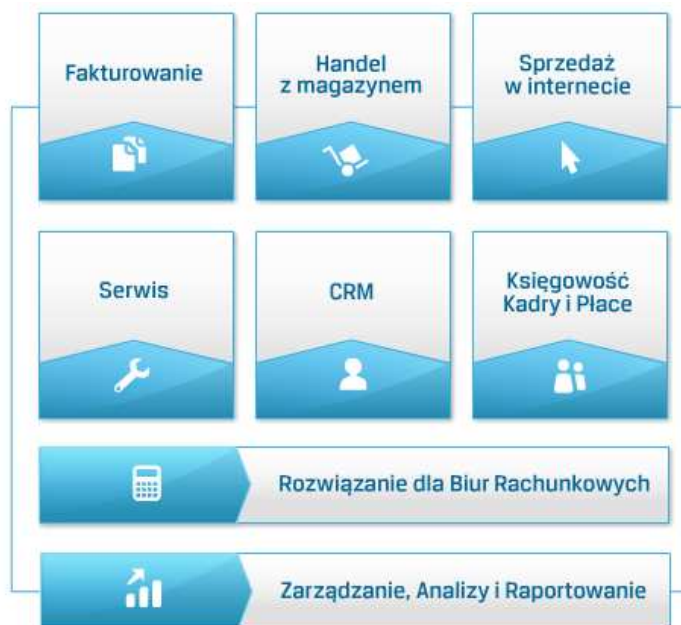 Fakturowanie
Handel
z magazynem
Sprzedaż
w internecie
Serwis
CRM
Księgowość
Kadry i Płace
Rozwiązanie dla Biur Rachunkowych
Zarządzanie, Analizy i Raportowanie